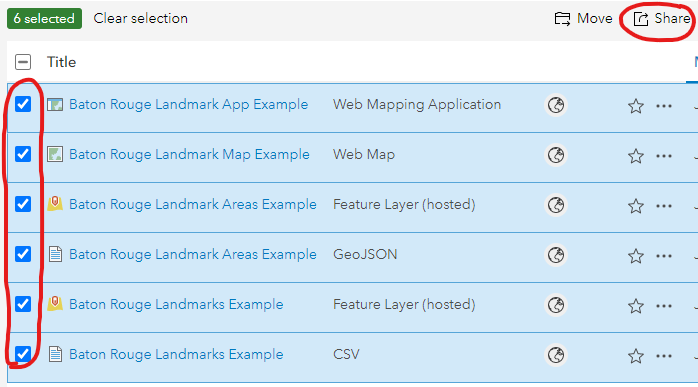 6 selected Clear selection Move Share
Title
Baton Rouge Landmark App Example Web Mapping Application
Baton Rouge Landmark Map Example Web Map
Baton Rouge Landmark Areas Example Feature Layer (hosted)
Baton Rouge Landmark Areas Example GeoJSON
Baton Rouge Landmarks Example Feature Layer (hosted)
Baton Rouge Landmarks Example CSV